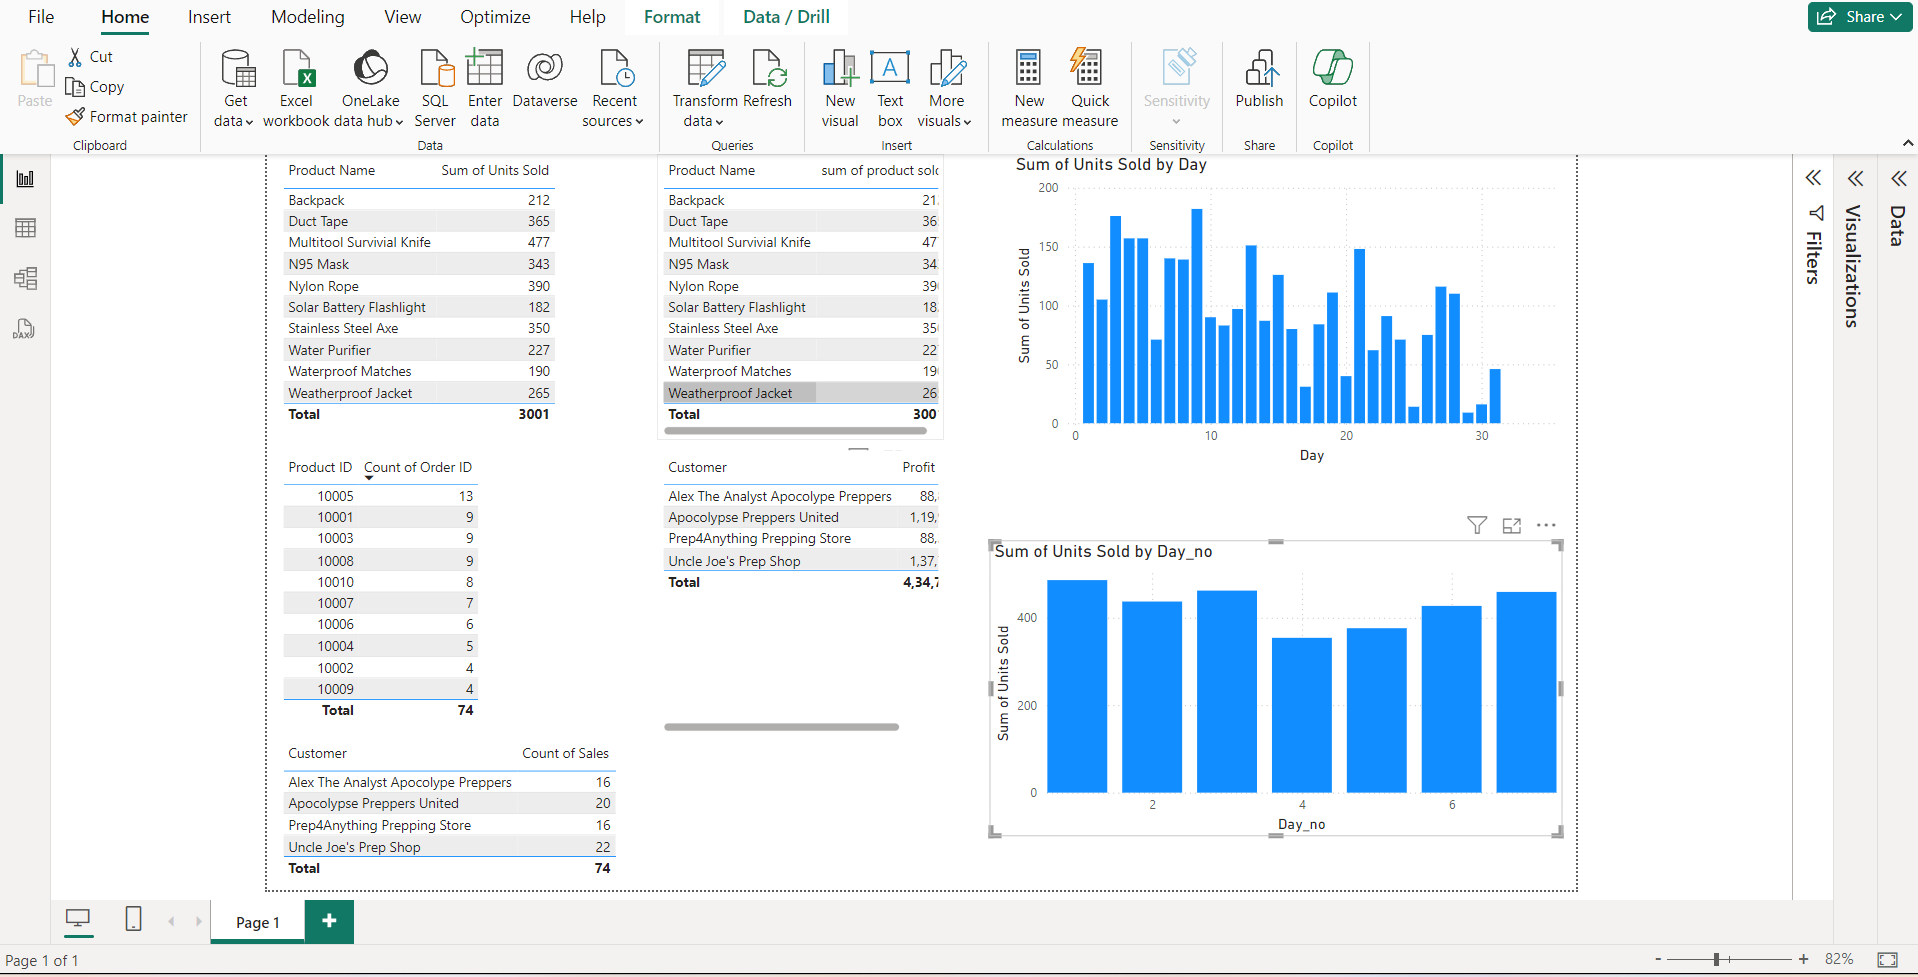 File Home Insert Modeling View Optimize Help Format Data / Drill Share
Paste
Cut
Copy
Format painter
Clipboard
Get data
Excel workbook
OneLake data hub
SQL Server
Enter data
Dataverse
Recent sources
Data
Transform data
Refresh
Queries
New visual
Text box
More visuals
Insert
New measure
Quick measure
Calculations
Sensitivity
Sensitivity
Publish
Share
Copilot
Copilot
DAX
Product Name Sum of Units Sold
Backpack 212
Duct Tape 365
Multitool Survivial Knife 477
N95 Mask 343
Nylon Rope 390
Solar Battery Flashlight 182
Stainless Steel Axe 350
Water Purifier 227
Waterproof Matches 190
Weatherproof Jacket 265
Total 3001
Product Name sum of product sold
Backpack 21
Duct Tape 36
Multitool Survivial Knife 47
N95 Mask 34
Nylon Rope 39
Solar Battery Flashlight 18
Stainless Steel Axe 35
Water Purifier 22
Waterproof Matches 19
Weatherproof Jacket 26
Total 300
Sum of Units Sold by Day
Sum of Units Sold
200
150
100
50
0
0 10 20 30
Day
Product ID Count of Order ID
10005 13
10001 9
10003 9
10008 9
10010 8
10007 7
10006 6
10004 5
10002 4
10009 4
Total 74
Customer Profit
Alex The Analyst Apocolype Preppers 88,
Apocolypse Preppers United 1,19,
Prep4Anything Prepping Store 88,
Uncle Joe's Prep Shop 1,37,
Total 4,34,7
Sum of Units Sold by Day_no
Sum of Units Sold
400
200
0
2 4 6
Day_no
Customer Count of Sales
Alex The Analyst Apocolype Preppers 16
Apocolypse Preppers United 20
Prep4Anything Prepping Store 16
Uncle Joe's Prep Shop 22
Total 74
Filters
Visualizations
Data
Page 1
+
Page 1 of 1
- + 82%